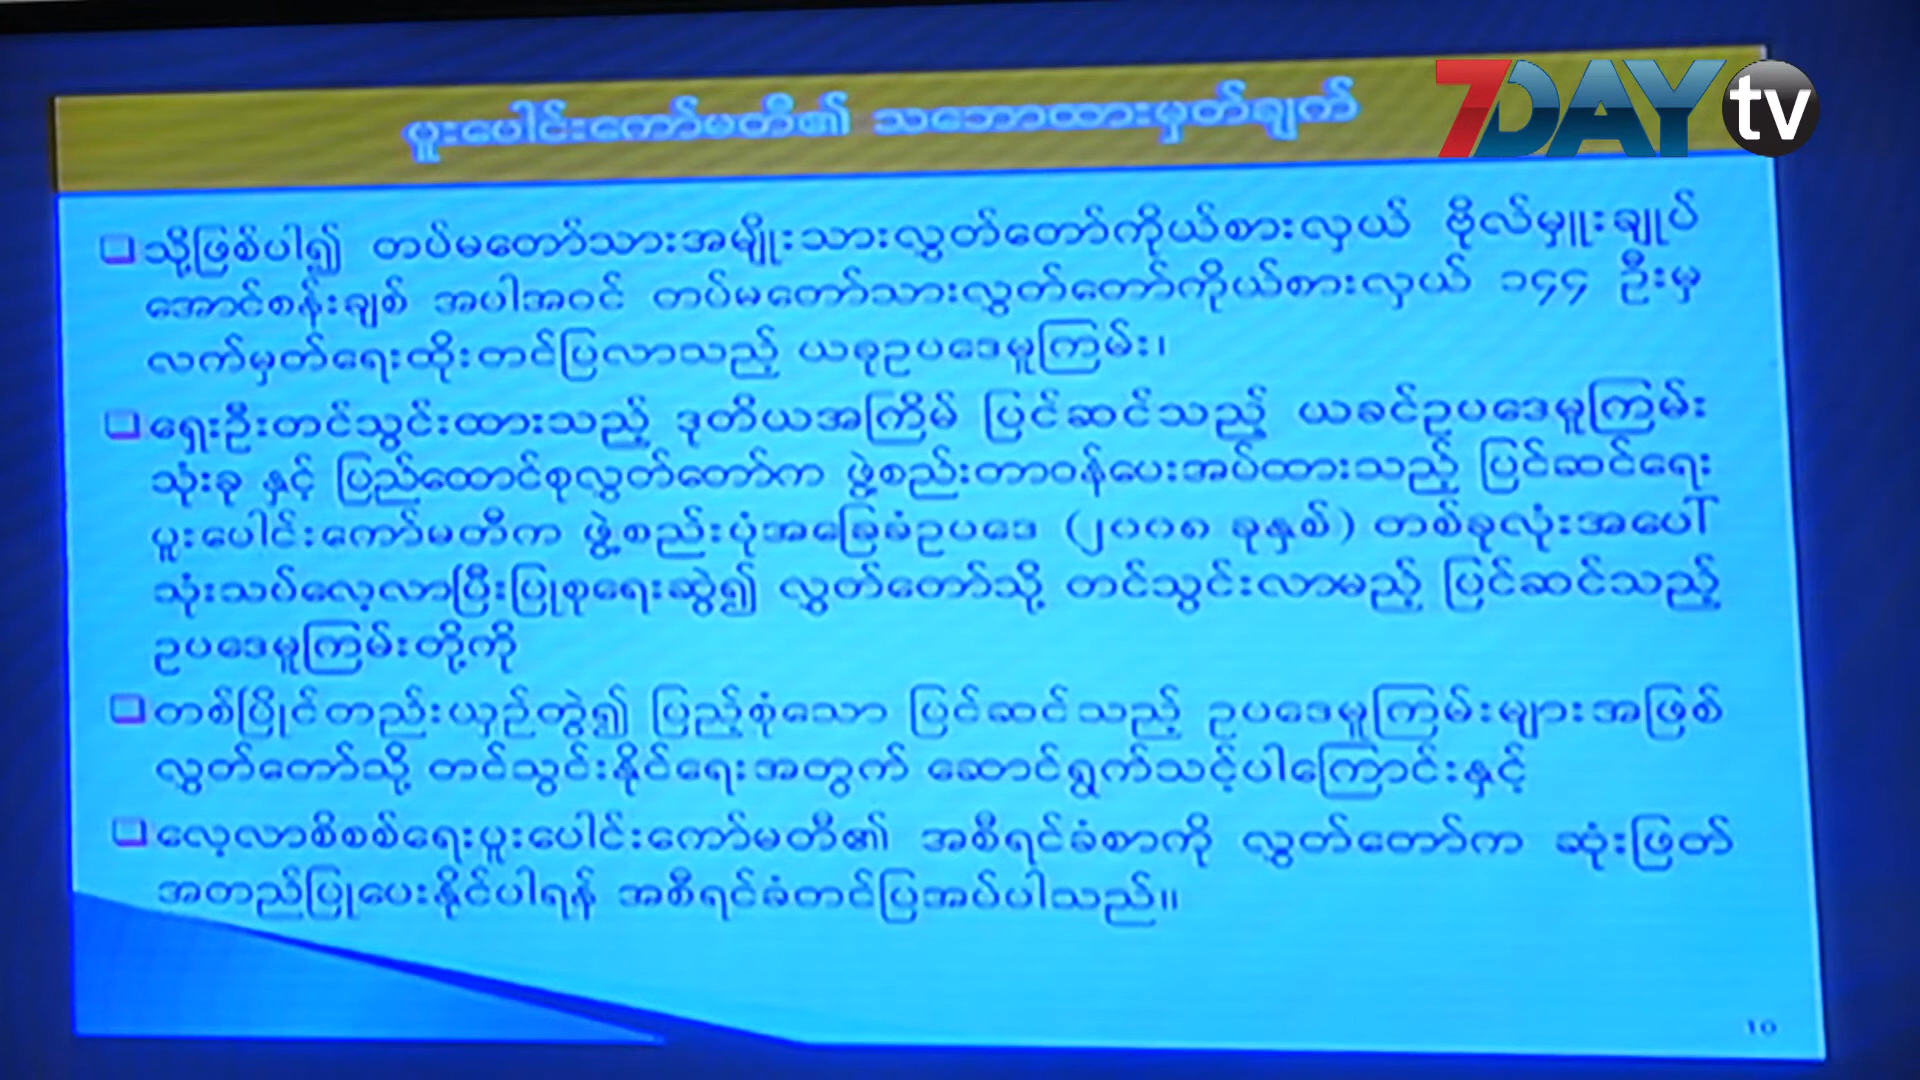 7DAY tv
ပူးပေါင်းကော်မတီ၏ သဘောထားမှတ်ချက်
သို့ဖြစ်ပါ၍ တပ်မတော်သားအမျိုးသားလွှတ်တော်ကိုယ်စားလှယ် ဗိုလ်မှူးချုပ်
အောင်စန်းချစ် အပါအဝင် တပ်မတော်သားလွှတ်တော်ကိုယ်စားလှယ် ၁၄၄ ဦးမှ
လက်မှတ်ရေးထိုးတင်ပြလာသည့် ယခုဥပဒေမူကြမ်း၊
ရှေးဦးတင်သွင်းထားသည့် ဒုတိယအကြိမ် ပြင်ဆင်သည့် ယခင်ဥပဒေမူကြမ်း
သုံးခု နှင့် ပြည်ထောင်စုလွှတ်တော်က ဖွဲ့စည်းတာဝန်ပေးအပ်ထားသည့် ပြင်ဆင်ရေး
ပူးပေါင်းကော်မတီက ဖွဲ့စည်းပုံအခြေခံဥပဒေ (၂၀၀၈ ခုနှစ်) တစ်ခုလုံးအပေါ်
သုံးသပ်လေ့လာပြီးပြုစုရေးဆွဲ၍ လွှတ်တော်သို့ တင်သွင်းလာမည့် ပြင်ဆင်သည့်
ဥပဒေမူကြမ်းတို့ကို
တစ်ပြိုင်တည်းယှဉ်တွဲ၍ ပြည့်စုံသော ပြင်ဆင်သည့် ဥပဒေမူကြမ်းများအဖြစ်
လွှတ်တော်သို့ တင်သွင်းနိုင်ရေးအတွက် ဆောင်ရွက်သင့်ပါကြောင်းနှင့်
လေ့လာစိစစ်ရေးပူးပေါင်းကော်မတီ၏ အစီရင်ခံစာကို လွှတ်တော်က ဆုံးဖြတ်
အတည်ပြုပေးနိုင်ပါရန် အစီရင်ခံတင်ပြအပ်ပါသည်။
10